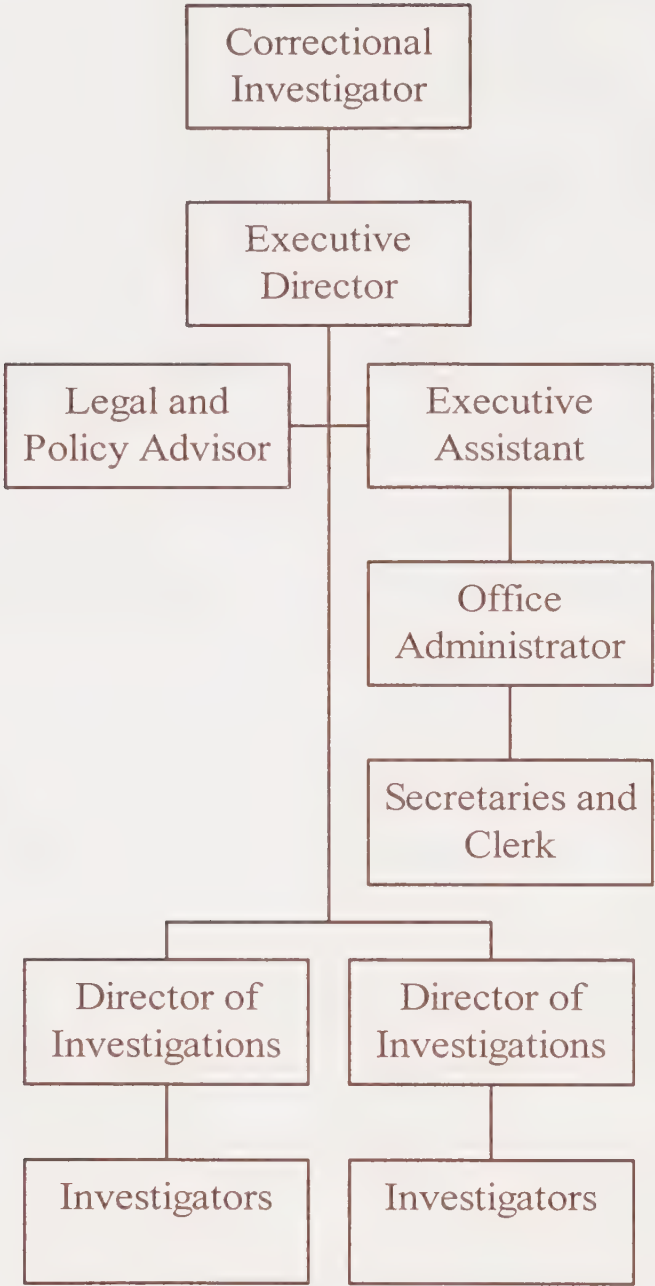 Correctional
Investigator
Executive
Director
Legal and
Policy Advisor
Executive
Assistant
Office
Administrator
Secretaries and
Clerk
Director of
Investigations
Director of
Investigations
Investigators
Investigators